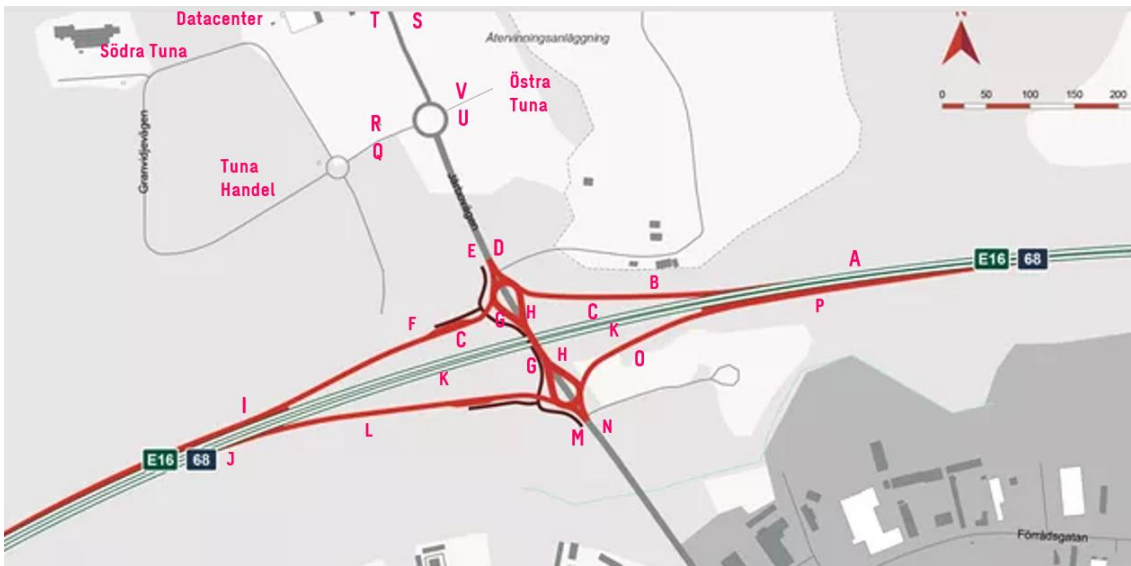 Datacenter
T S
N
Södra Tuna
Återvinningsanläggning
0 50 100 150 200
V Östra
Tuna
R U
Q
Granvidjevägen
Tuna
Handel
Järbovägen
E D
A
E16 68
B
F G H C P
C K
G H O
K
I
L
M N
E16 68 J
Förrådsgatan